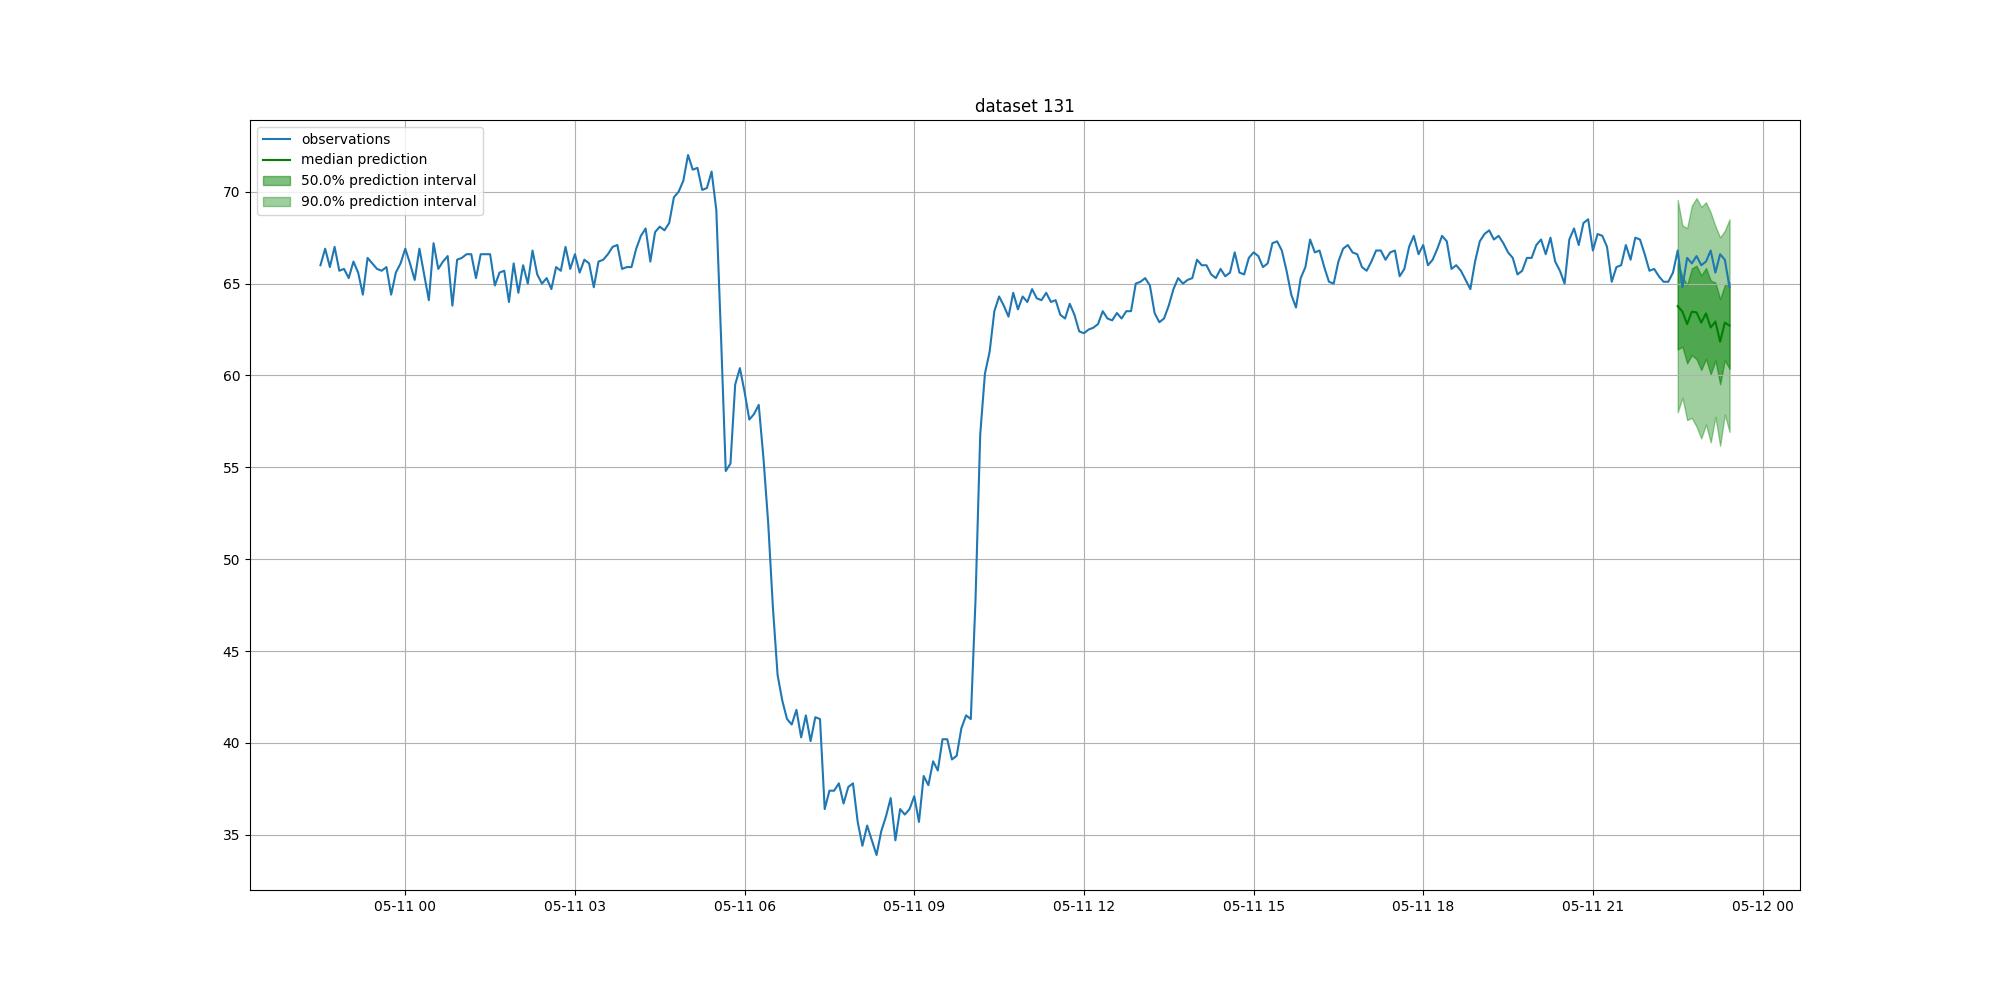 dataset 131
observations
median prediction
50.0% prediction interval
90.0% prediction interval
70
65
60
55
50
45
40
35
05-11 00 05-11 03 05-11 06 05-11 09 05-11 12 05-11 15 05-11 18 05-11 21 05-12 00